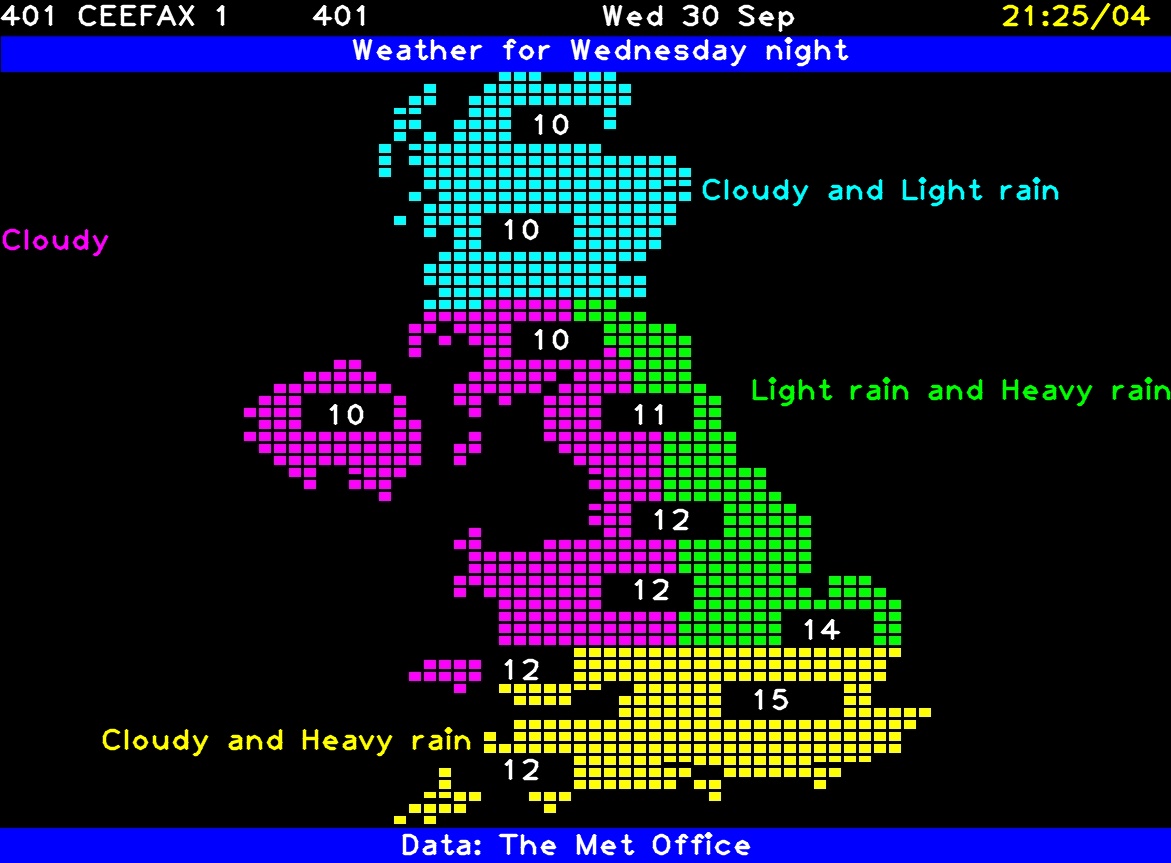 401 CEEFAX 1 401 Wed 30 Sep 21:25/04
Weather for Wednesday night
10
Cloudy and Light rain
10
Cloudy
10
Light rain and Heavy rain
10 11
12
12
14
12
15
Cloudy and Heavy rain
12
Data: The Met Office